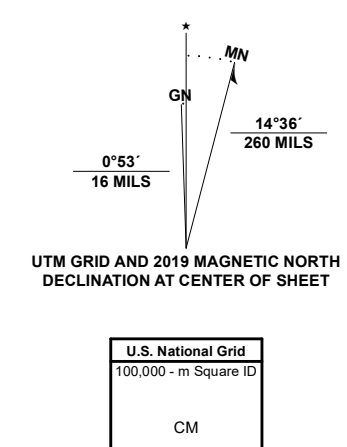 ★
MN
GN
14°36´
260 MILS
0°53´
16 MILS
UTM GRID AND 2019 MAGNETIC NORTH
DECLINATION AT CENTER OF SHEET
U.S. National Grid
100,000 - m Square ID
CM